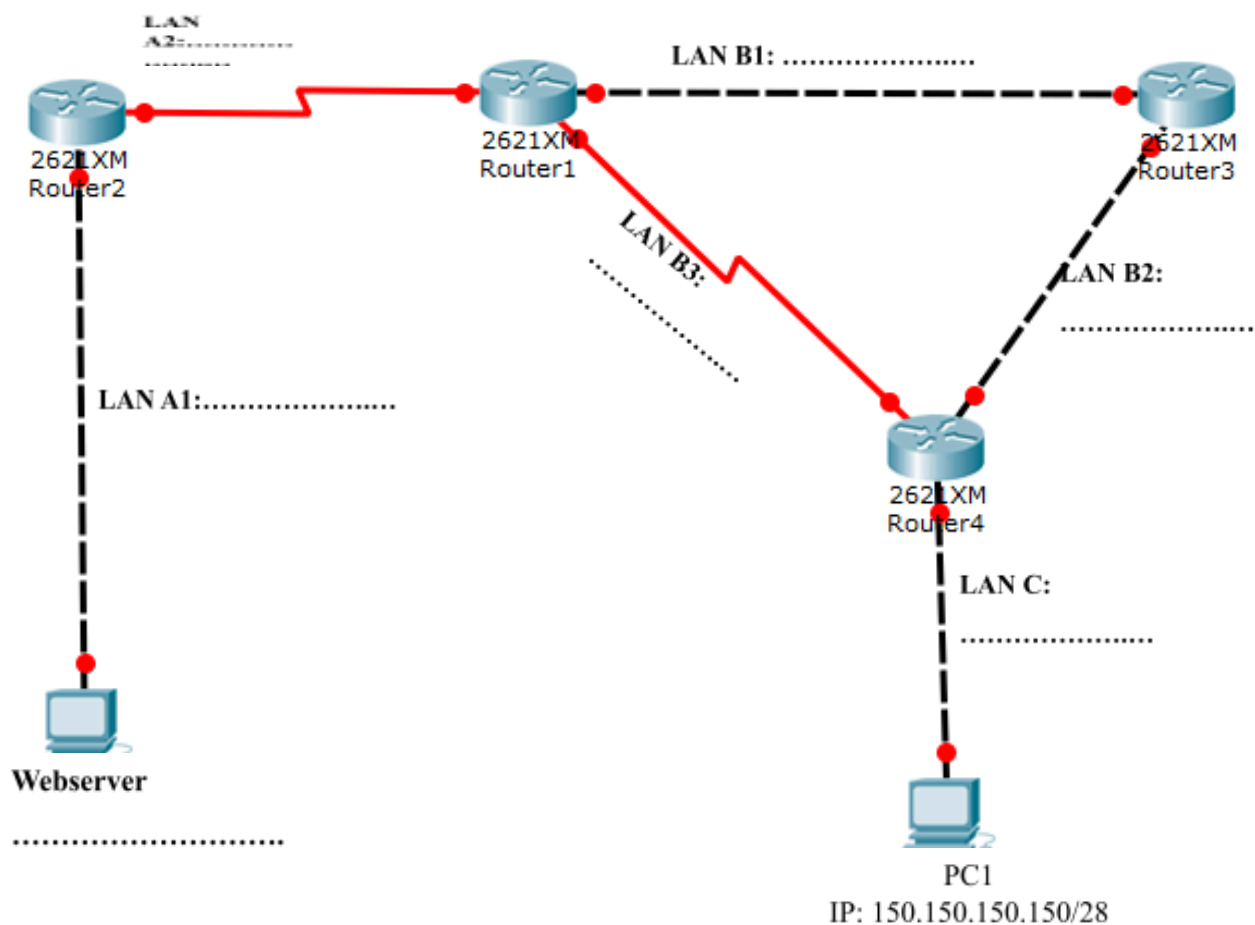 LAN
A2:.............
..........
LAN B1: ......................
2621XM
Router2
2621XM
Router1
2621XM
Router3
LAN B3:
......................
LAN B2:
......................
LAN A1:......................
2621XM
Router4
LAN C:
......................
Webserver
............................
PC1
IP: 150.150.150.150/28